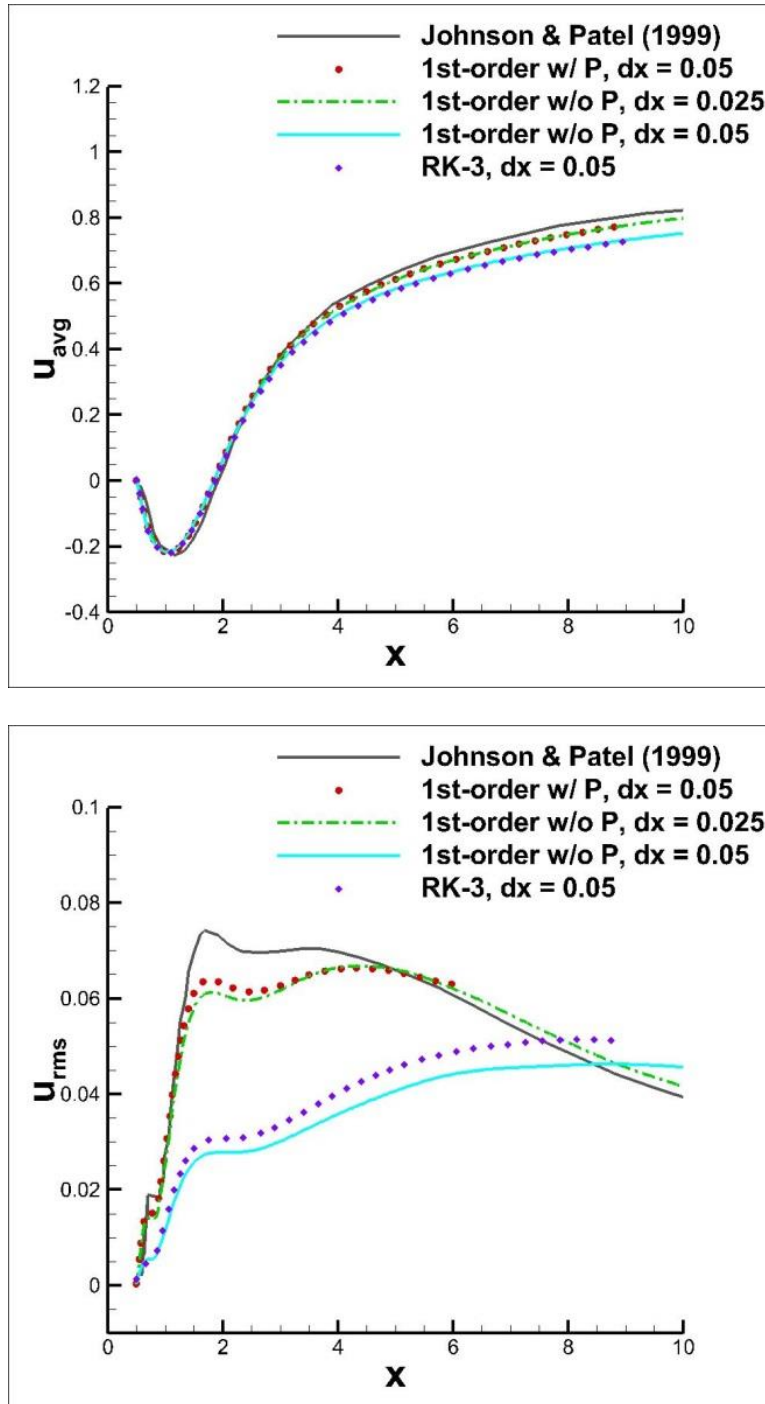 Johnson & Patel (1999)
1st-order w/ P, dx = 0.05
1st-order w/o P, dx = 0.025
1st-order w/o P, dx = 0.05
RK-3, dx = 0.05
1.2
1
0.8
0.6
0.4
0.2
0
-0.2
-0.4
u_avg
0 2 4 6 8 10
x
Johnson & Patel (1999)
1st-order w/ P, dx = 0.05
1st-order w/o P, dx = 0.025
1st-order w/o P, dx = 0.05
RK-3, dx = 0.05
0.1
0.08
0.06
0.04
0.02
0
u_rms
0 2 4 6 8 10
x